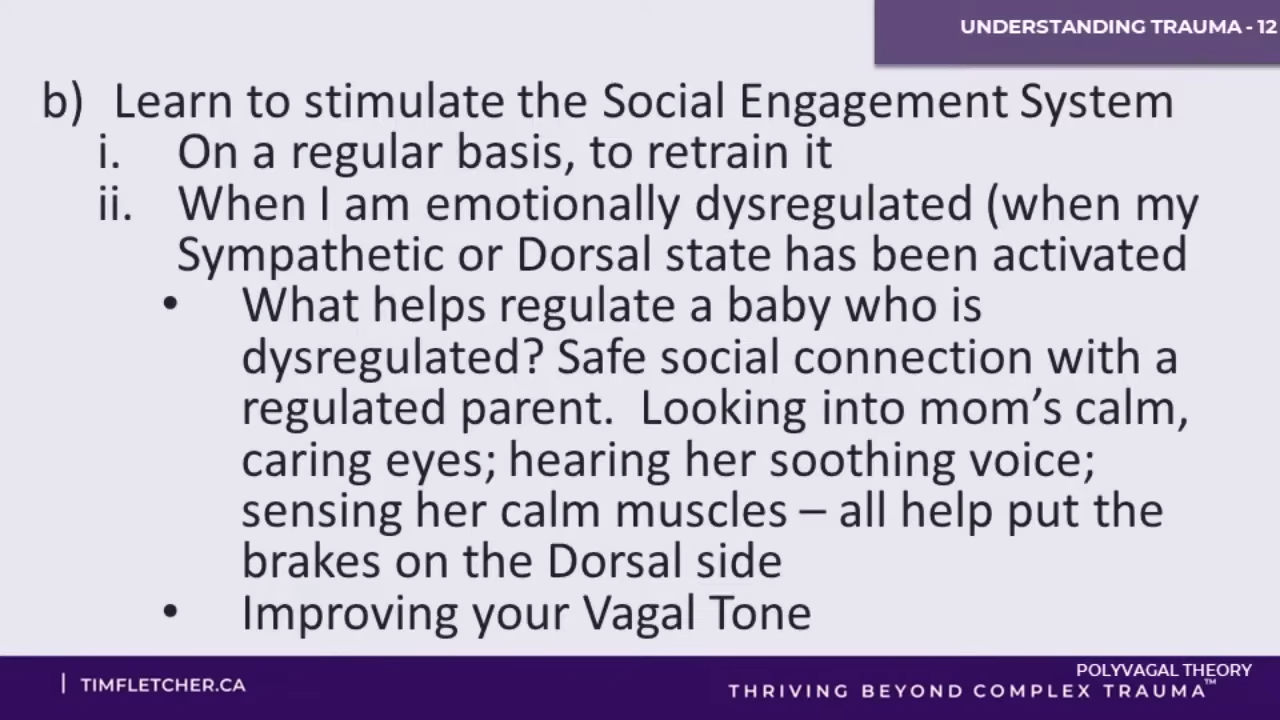 UNDERSTANDING TRAUMA - 12
b) Learn to stimulate the Social Engagement System
i. On a regular basis, to retrain it
ii. When I am emotionally dysregulated (when my
Sympathetic or Dorsal state has been activated
• What helps regulate a baby who is
dysregulated? Safe social connection with a
regulated parent. Looking into mom’s calm,
caring eyes; hearing her soothing voice;
sensing her calm muscles – all help put the
brakes on the Dorsal side
• Improving your Vagal Tone
| TIMFLETCHER.CA
POLYVAGAL THEORY
THRIVING BEYOND COMPLEX TRAUMA™